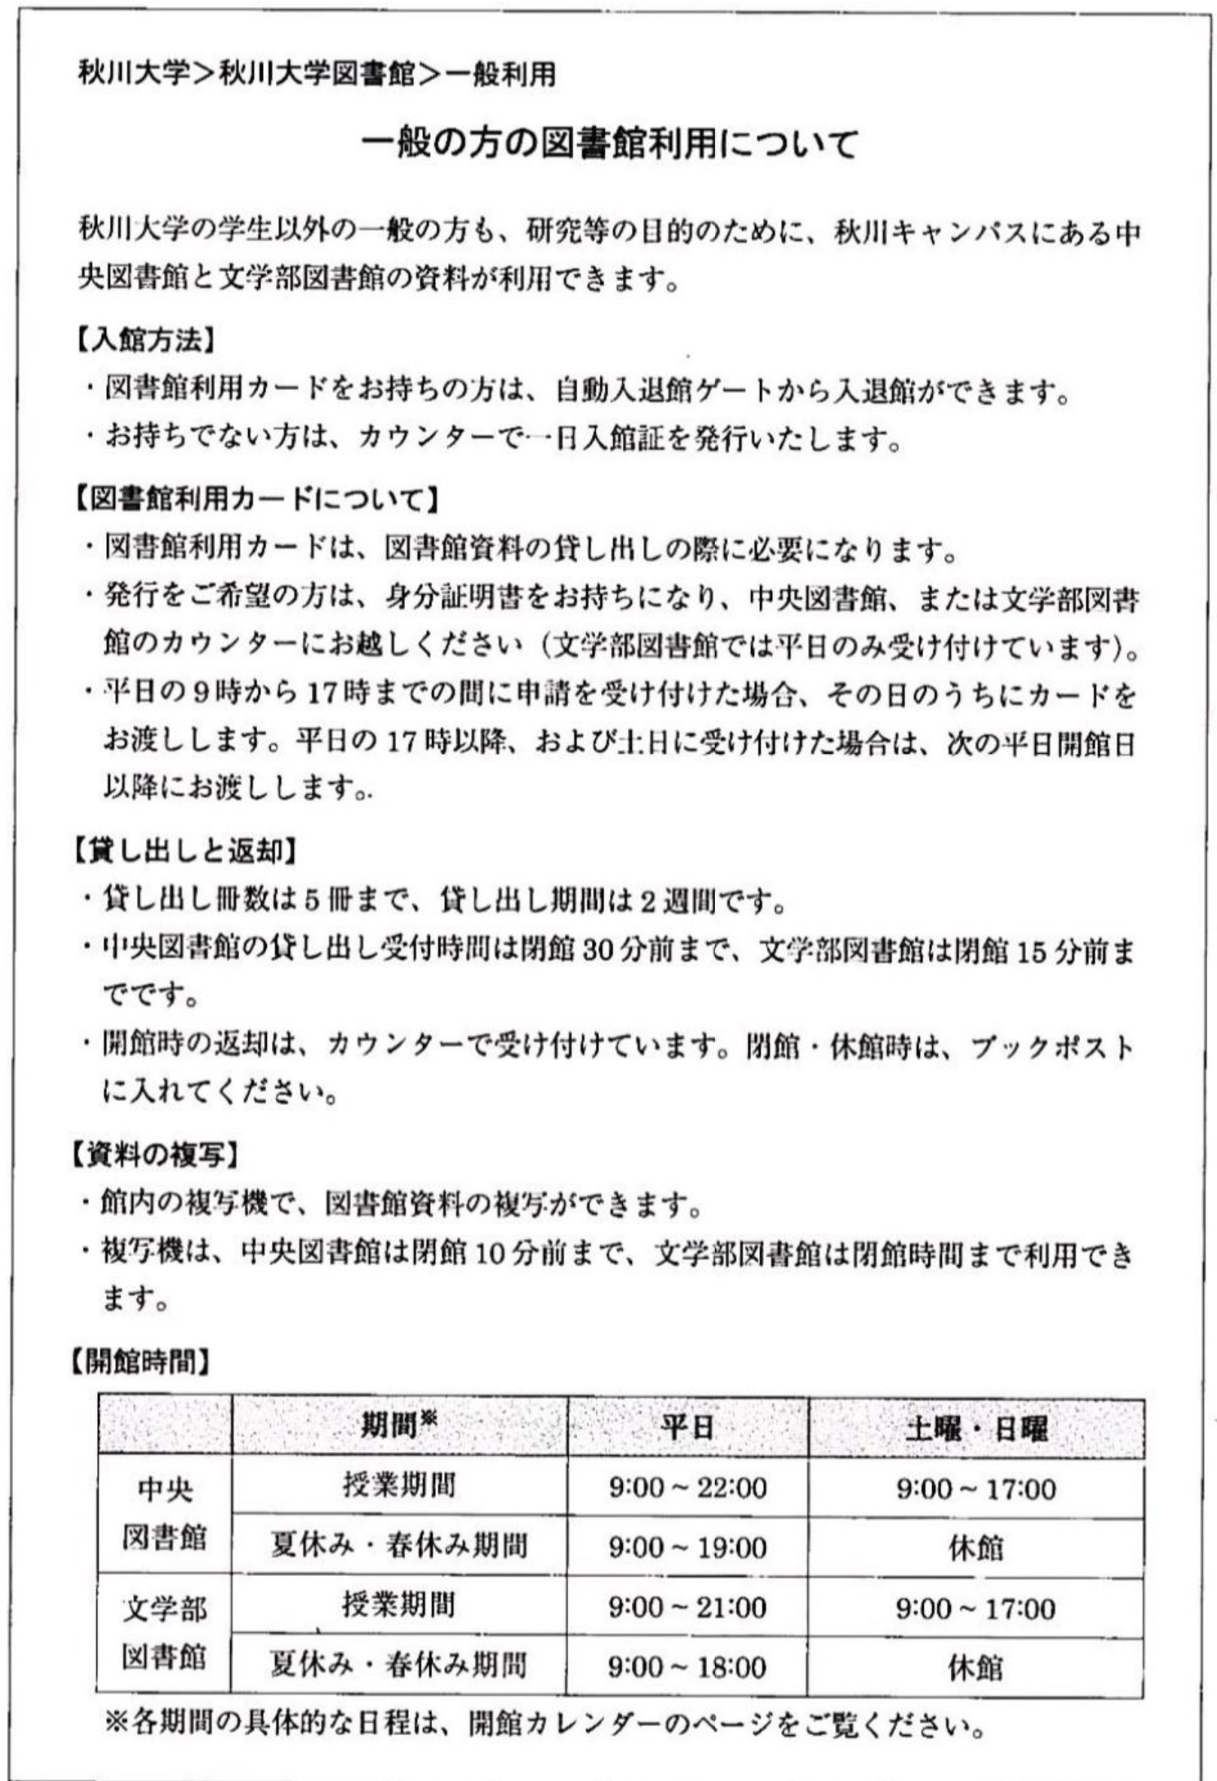 秋川大学＞秋川大学図書館＞一般利用
一般の方の図書館利用について
秋川大学の学生以外の一般の方も、研究等の目的のために、秋川キャンパスにある中
央図書館と文学部図書館の資料が利用できます。
【入館方法】
・図書館利用カードをお持ちの方は、自動入退館ゲートから入退館ができます。
・お持ちでない方は、カウンターで一日入館証を発行いたします。
【図書館利用カードについて】
・図書館利用カードは、図書館資料の貸し出しの際に必要になります。
・発行をご希望の方は、身分証明書をお持ちになり、中央図書館、または文学部図書
館のカウンターにお越しください（文学部図書館では平日のみ受け付けています）。
・平日の9時から17時までの間に申請を受け付けた場合、その日のうちにカードを
お渡しします。平日の17時以降、および土日に受け付けた場合は、次の平日開館日
以降にお渡しします。
【貸し出しと返却】
・貸し出し冊数は5冊まで、貸し出し期間は2週間です。
・中央図書館の貸し出し受付時間は閉館30分前まで、文学部図書館は閉館15分前ま
でです。
・開館時の返却は、カウンターで受け付けています。閉館・休館時は、ブックポスト
に入れてください。
【資料の複写】
・館内の複写機で、図書館資料の複写ができます。
・複写機は、中央図書館は閉館10分前まで、文学部図書館は閉館時間まで利用でき
ます。
【開館時間】
期間※ 平日 土曜・日曜
中央図書館 授業期間 9:00～22:00 9:00～17:00
夏休み・春休み期間 9:00～19:00 休館
文学部図書館 授業期間 9:00～21:00 9:00～17:00
夏休み・春休み期間 9:00～18:00 休館
※各期間の具体的な日程は、開館カレンダーのページをご覧ください。